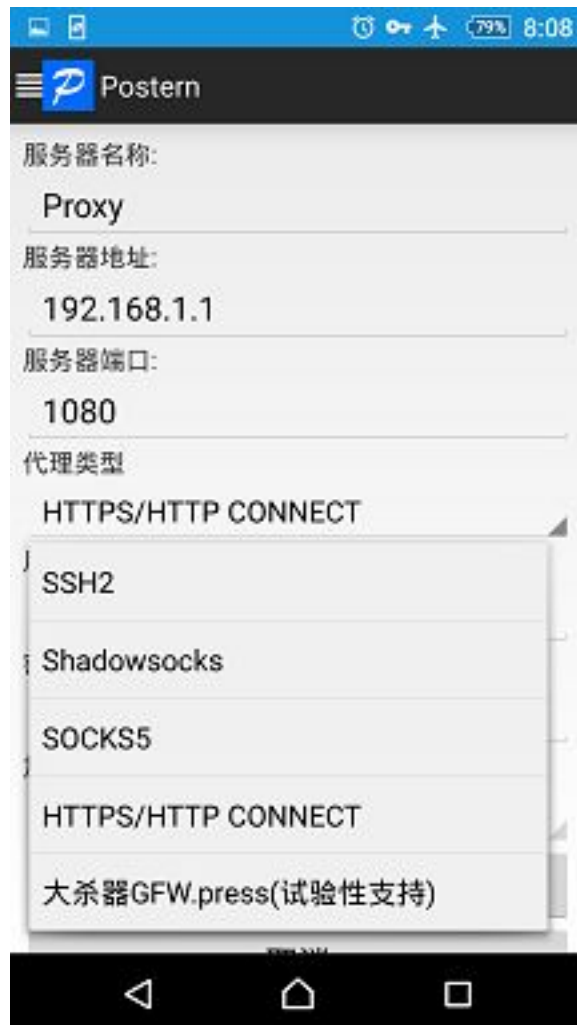 79% 8:08
Postern
服务器名称:
Proxy
服务器地址:
192.168.1.1
服务器端口:
1080
代理类型
HTTPS/HTTP CONNECT
SSH2
Shadowsocks
SOCKS5
HTTPS/HTTP CONNECT
大杀器GFW.press(试验性支持)